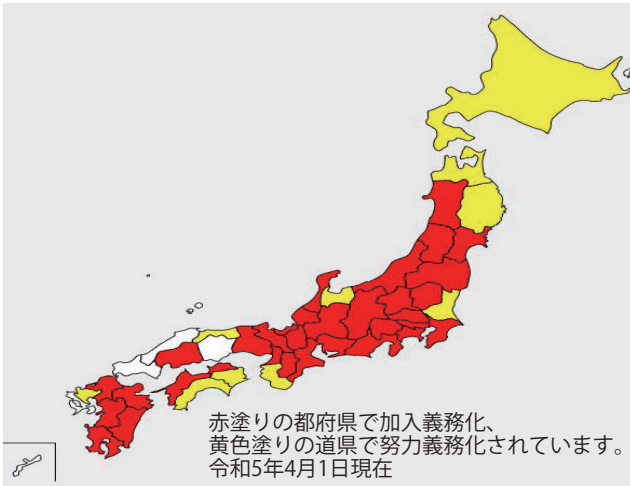 赤塗りの都府県で加入義務化、
黄色塗りの道県で努力義務化されています。
令和5年4月1日現在